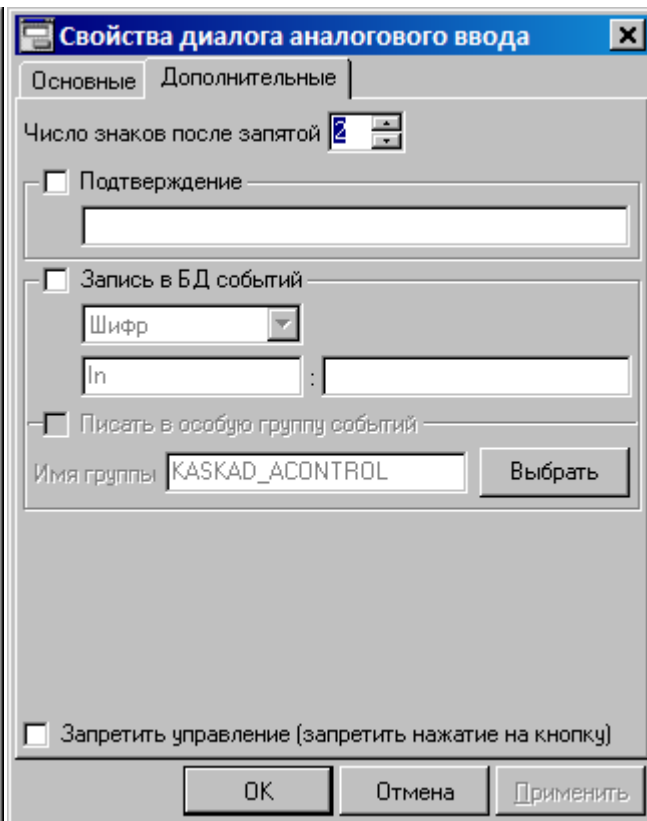 Свойства диалога аналогового ввода
Основные Дополнительные
Число знаков после запятой 2
Подтверждение
Запись в БД событий
Шифр
In :
Писать в особую группу событий
Имя группы KASKAD_ACONTROL Выбрать
Запретить управление (запретить нажатие на кнопку)
OK Отмена Применить